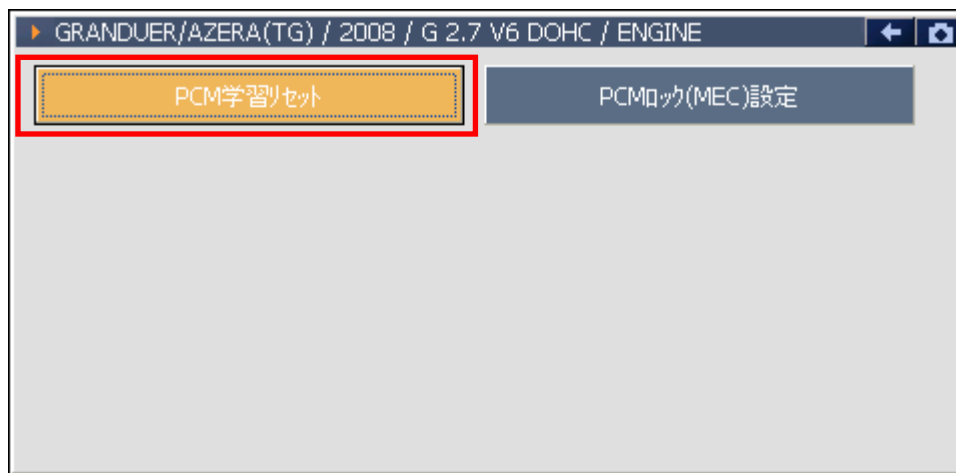 GRANDUER/AZERA(TG) / 2008 / G 2.7 V6 DOHC / ENGINE
PCM学習ﾘｾｯﾄ PCMﾛｯｸ(MEC)設定